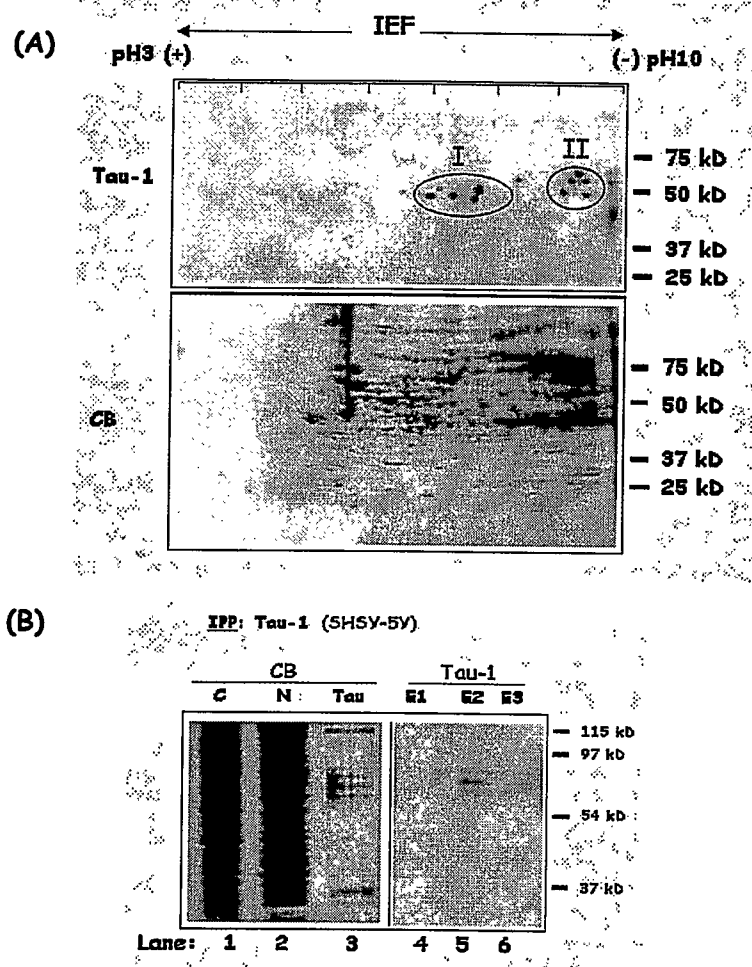 (A)
IEF
pH3 (+)
(-) pH10
Tau-1
I
II
75 kD
50 kD
37 kD
25 kD
CB
75 kD
50 kD
37 kD
25 kD
(B)
IPP: Tau-1 (SHSY-5Y)
CB
Tau-1
C N : Tau E1 E2 E3
115 kD
97 kD
54 kD
37 kD
Lane: 1 2 3 4 5 6